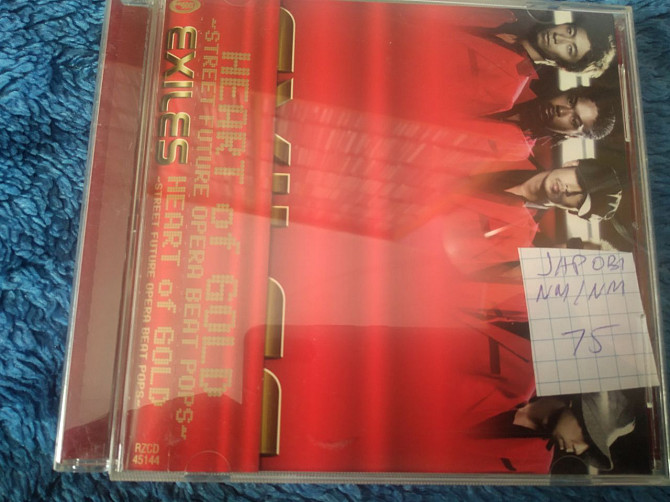 HEART of GOLD
~STREET FUTURE OPERA BEAT POPS~
EXILES HEART of GOLD
~STREET FUTURE OPERA BEAT POPS~
RZCD
45144
JAP OBI
NM/NM
75